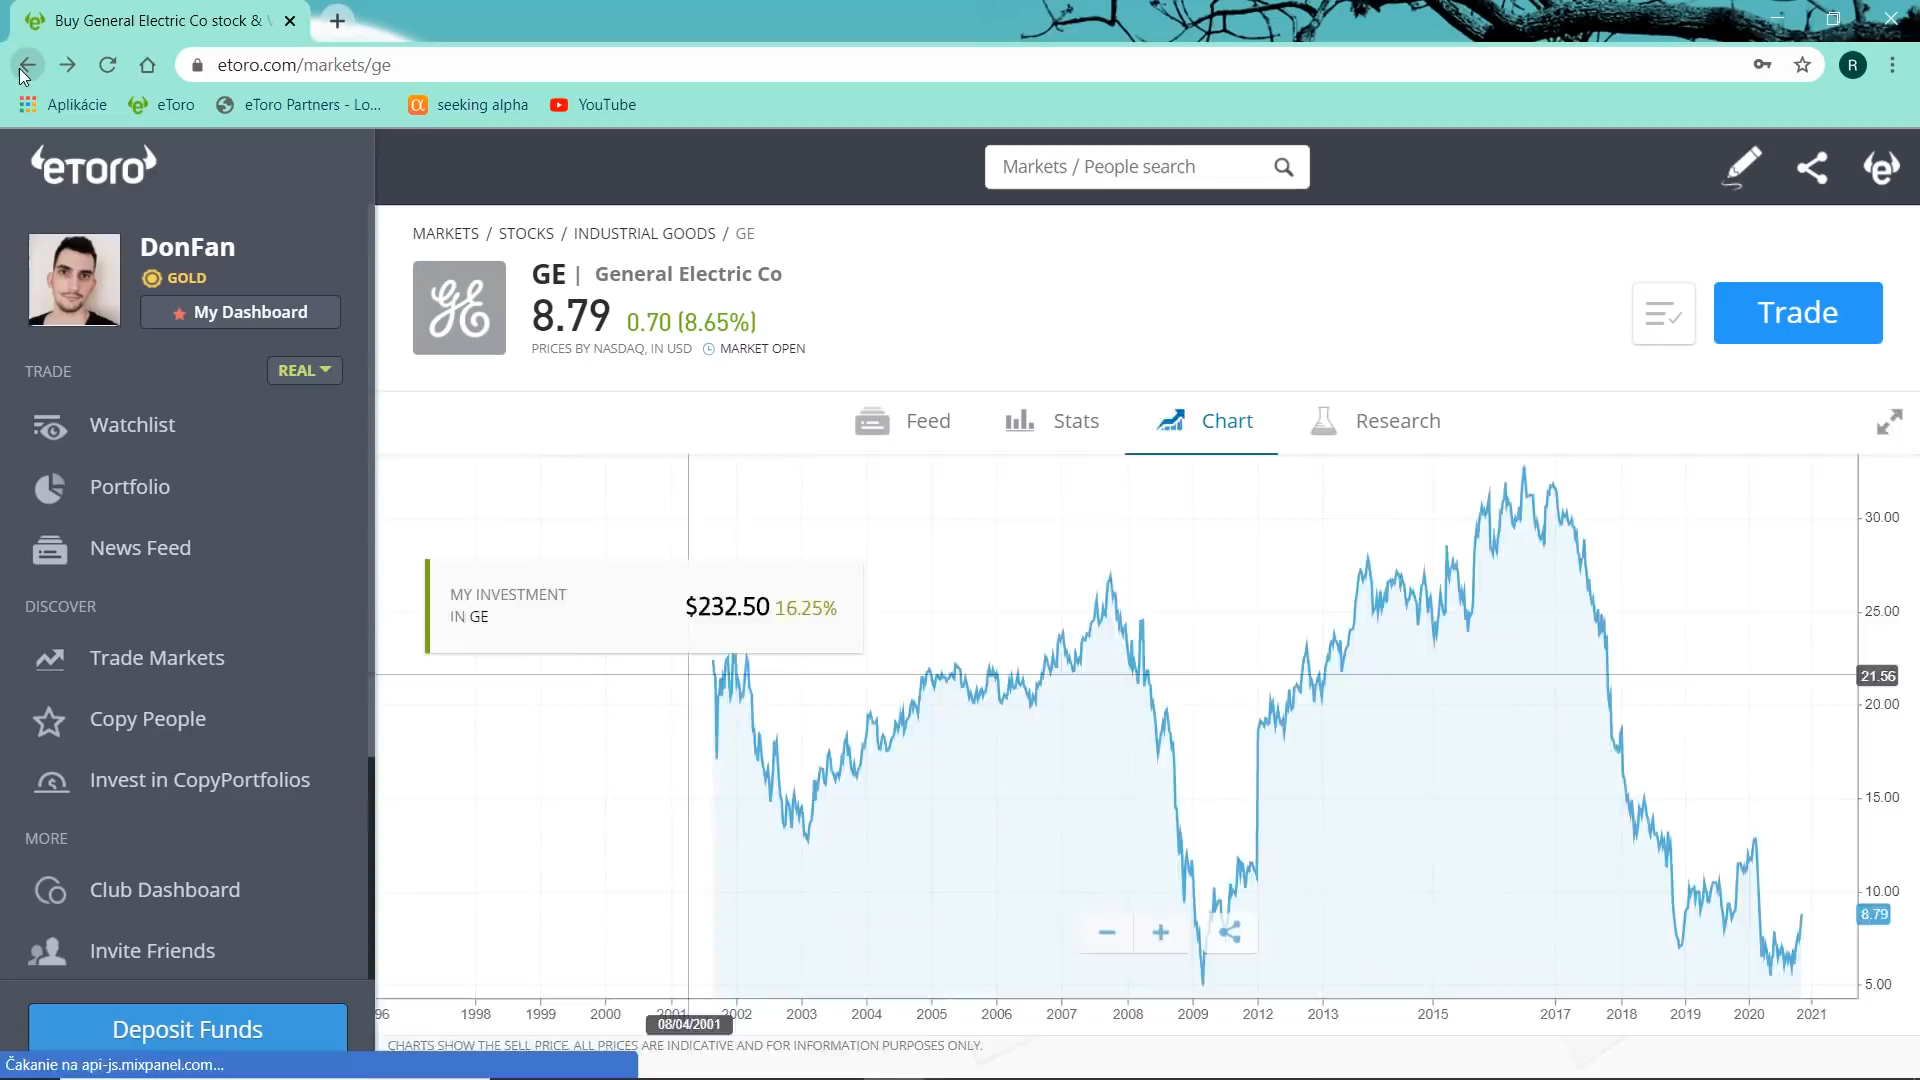 Buy General Electric Co stock &
etoro.com/markets/ge
R
Aplikácie
eToro
eToro Partners - Lo...
seeking alpha
YouTube
eTORO
Markets / People search
DonFan
GOLD
My Dashboard
TRADE
REAL
Watchlist
Portfolio
News Feed
DISCOVER
Trade Markets
Copy People
Invest in CopyPortfolios
MORE
Club Dashboard
Invite Friends
Deposit Funds
Čakanie na api-js.mixpanel.com...
MARKETS / STOCKS / INDUSTRIAL GOODS / GE
GE
GE | General Electric Co
8.79 0.70 (8.65%)
PRICES BY NASDAQ, IN USD MARKET OPEN
Trade
Feed
Stats
Chart
Research
MY INVESTMENT
IN GE
$232.50 16.25%
30.00
25.00
21.56
20.00
15.00
10.00
8.79
5.00
96 1998 1999 2000 2001 2002 2003 2004 2005 2006 2007 2008 2009 2012 2013 2015 2017 2018 2019 2020 2021
08/04/2001
CHARTS SHOW THE SELL PRICE. ALL PRICES ARE INDICATIVE AND FOR INFORMATION PURPOSES ONLY.